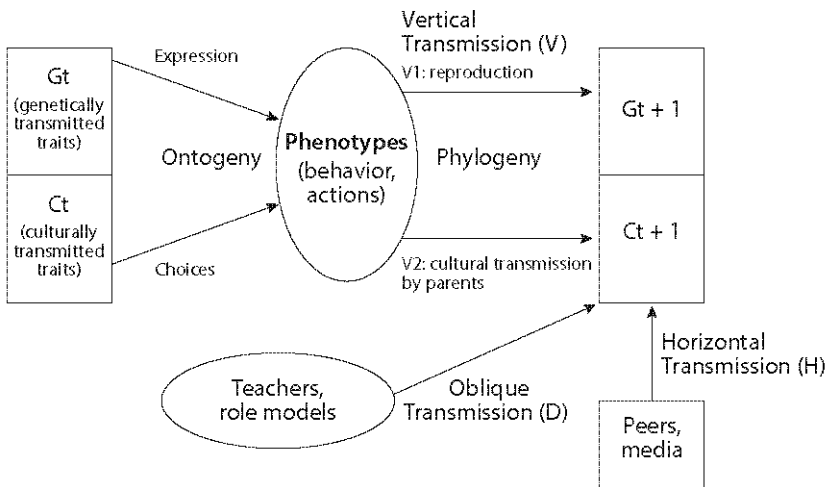 Gt
(genetically
transmitted
traits)
Ct
(culturally
transmitted
traits)
Expression
Ontogeny
Choices
Phenotypes
(behavior,
actions)
Vertical
Transmission (V)
V1: reproduction
Phylogeny
V2: cultural transmission
by parents
Gt + 1
Ct + 1
Teachers,
role models
Oblique
Transmission (D)
Horizontal
Transmission (H)
Peers,
media